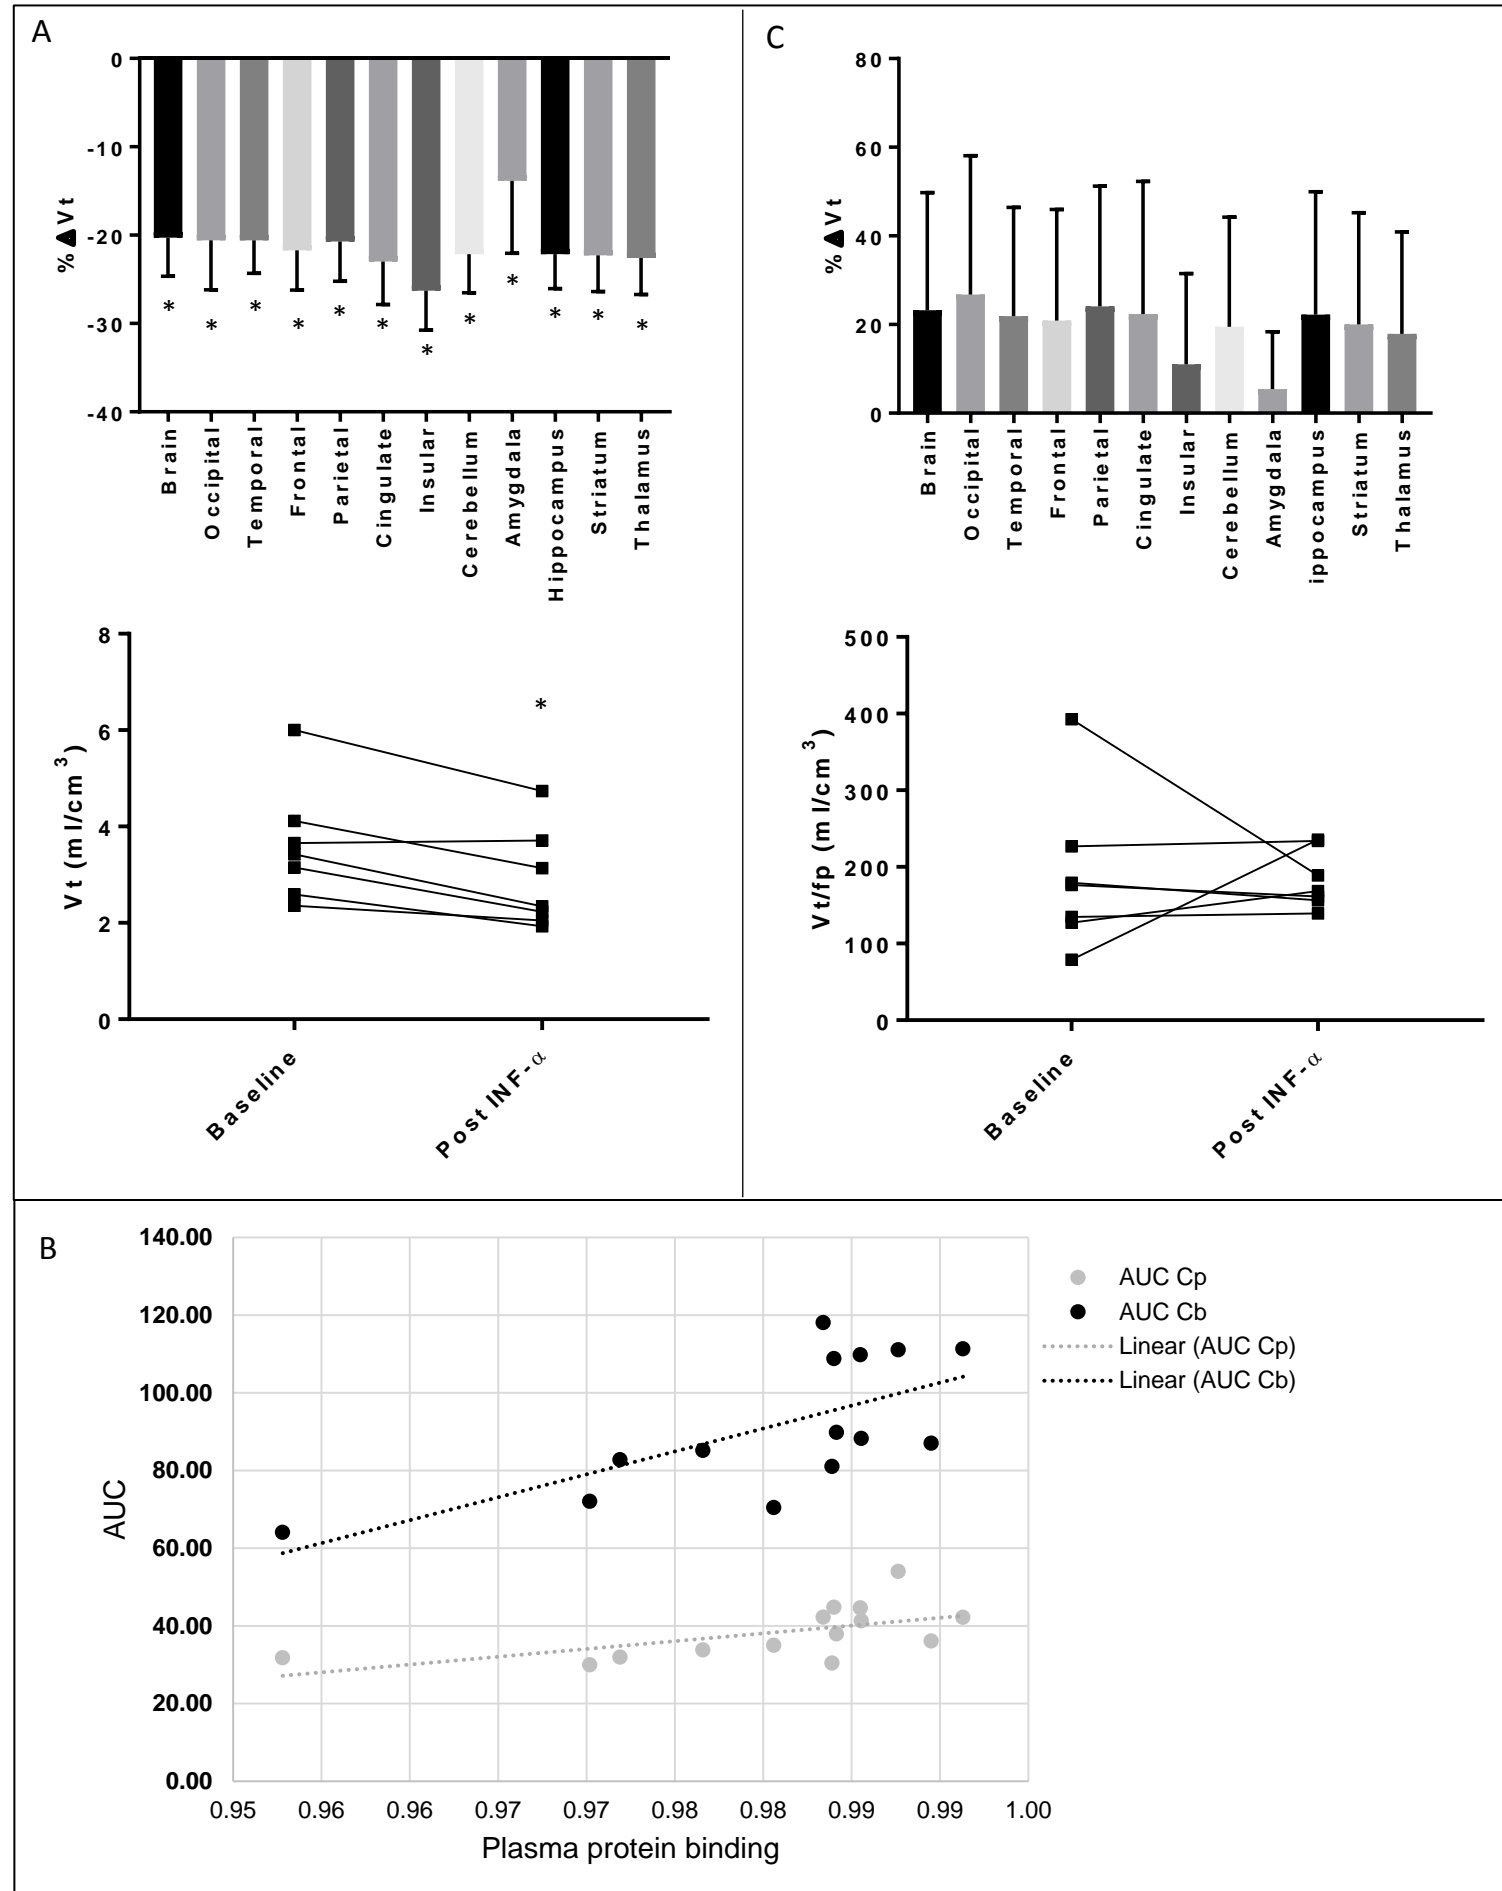 A
0
-10
-20
-30
-40
% ΔVt
* * * * * * * * * * * *
Brain
Occipital
Temporal
Frontal
Parietal
Cingulate
Insular
Cerebellum
Amygdala
Hippocampus
Striatum
Thalamus
8
6
4
2
0
Vt (ml/cm³)
*
Baseline
Post INF-α
C
80
60
40
20
0
% ΔVt
Brain
Occipital
Temporal
Frontal
Parietal
Cingulate
Insular
Cerebellum
Amygdala
ippocampus
Striatum
Thalamus
500
400
300
200
100
0
Vt/fp (ml/cm³)
Baseline
Post INF-α
B
140.00
120.00
100.00
80.00
60.00
40.00
20.00
0.00
AUC
0.95 0.96 0.96 0.97 0.97 0.98 0.98 0.99 0.99 1.00
Plasma protein binding
AUC Cp
AUC Cb
Linear (AUC Cp)
Linear (AUC Cb)